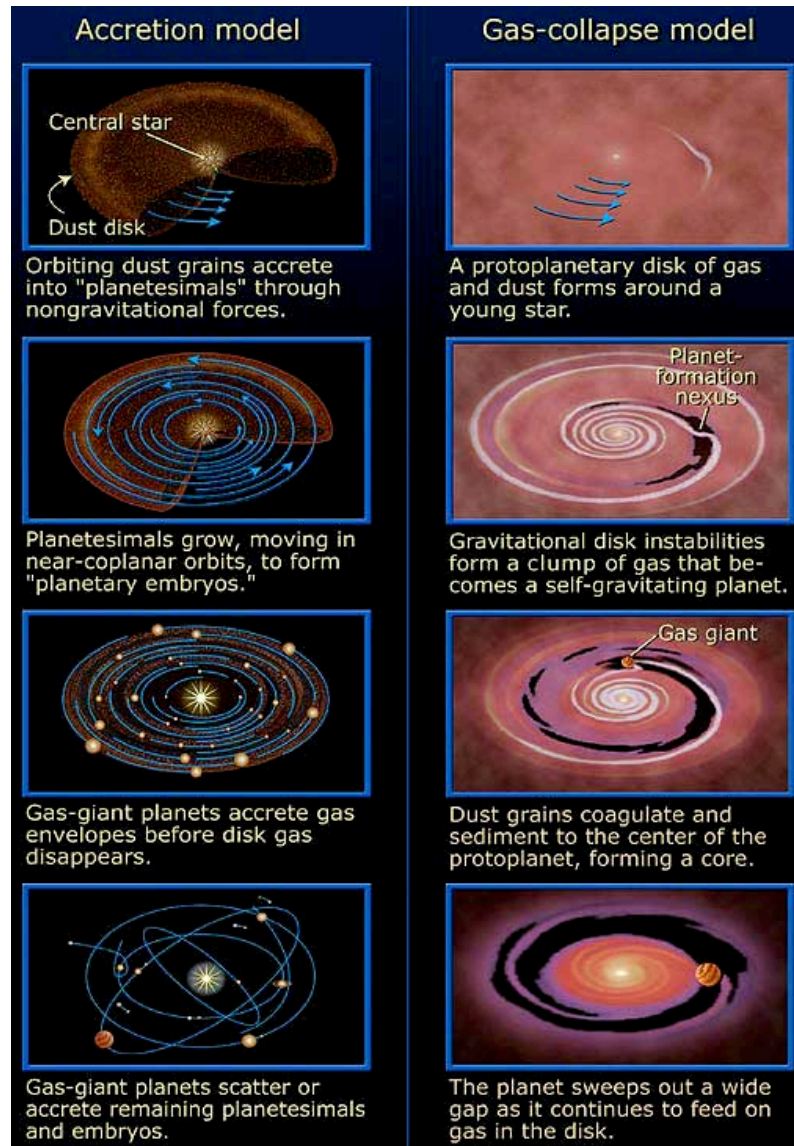 Accretion model
Central star
Dust disk
Orbiting dust grains accrete
into "planetesimals" through
nongravitational forces.
Planetesimals grow, moving in
near-coplanar orbits, to form
"planetary embryos."
Gas-giant planets accrete gas
envelopes before disk gas
disappears.
Gas-giant planets scatter or
accrete remaining planetesimals
and embryos.
Gas-collapse model
A protoplanetary disk of gas
and dust forms around a
young star.
Planet-
formation
nexus
Gravitational disk instabilities
form a clump of gas that be-
comes a self-gravitating planet.
Gas giant
Dust grains coagulate and
sediment to the center of the
protoplanet, forming a core.
The planet sweeps out a wide
gap as it continues to feed on
gas in the disk.